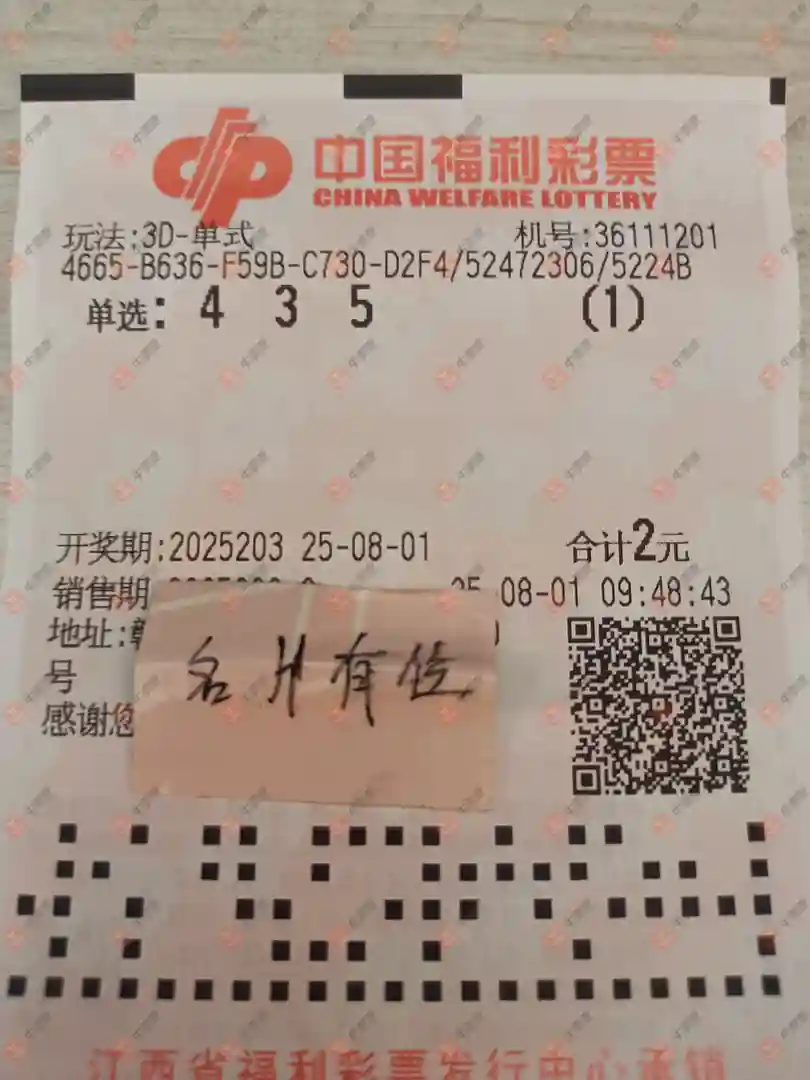 中国福利彩票
CHINA WELFARE LOTTERY
玩法:3D-单式 机号:36111201
4665-B636-F59B-C730-D2F4/52472306/5224B
单选: 4 3 5 (1)
开奖期:2025203 25-08-01 合计2元
销售期 08-01 09:48:43
地址:
名片有位
号
感谢您
江西省福利彩票发行中心承销